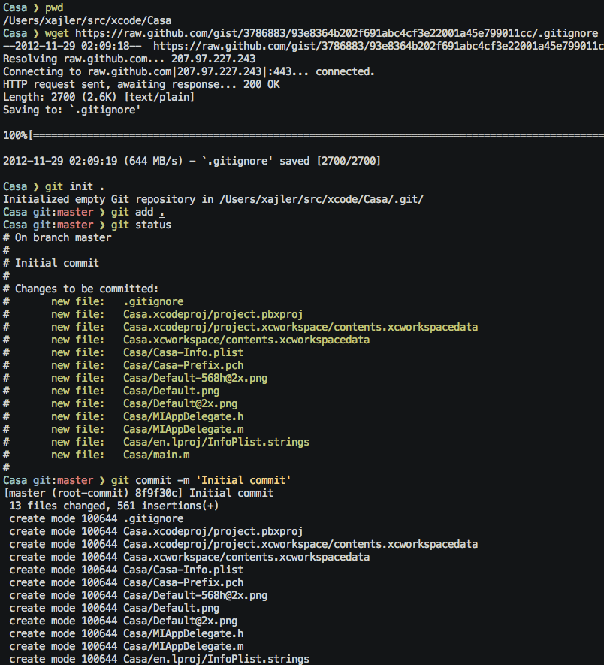 Casa ❯ pwd
/Users/xajler/src/xcode/Casa
Casa ❯ wget https://raw.github.com/gist/3786883/93e8364b202f691abc4cf3e22001a45e799011cc/.gitignore
--2012-11-29 02:09:18-- https://raw.github.com/gist/3786883/93e8364b202f691abc4cf3e22001a45e799011c
Resolving raw.github.com... 207.97.227.243
Connecting to raw.github.com|207.97.227.243|:443... connected.
HTTP request sent, awaiting response... 200 OK
Length: 2700 (2.6K) [text/plain]
Saving to: `.gitignore'
100%[=====================================================================================
2012-11-29 02:09:19 (644 MB/s) - `.gitignore' saved [2700/2700]
Casa ❯ git init .
Initialized empty Git repository in /Users/xajler/src/xcode/Casa/.git/
Casa git:master ❯ git add .
Casa git:master ❯ git status
# On branch master
#
# Initial commit
#
# Changes to be committed:
#       new file:   .gitignore
#       new file:   Casa.xcodeproj/project.pbxproj
#       new file:   Casa.xcodeproj/project.xcworkspace/contents.xcworkspacedata
#       new file:   Casa.xcworkspace/contents.xcworkspacedata
#       new file:   Casa/Casa-Info.plist
#       new file:   Casa/Casa-Prefix.pch
#       new file:   Casa/Default-568h@2x.png
#       new file:   Casa/Default.png
#       new file:   Casa/Default@2x.png
#       new file:   Casa/MIAppDelegate.h
#       new file:   Casa/MIAppDelegate.m
#       new file:   Casa/en.lproj/InfoPlist.strings
#       new file:   Casa/main.m
#
Casa git:master ❯ git commit -m 'Initial commit'
[master (root-commit) 8f9f30c] Initial commit
 13 files changed, 561 insertions(+)
 create mode 100644 .gitignore
 create mode 100644 Casa.xcodeproj/project.pbxproj
 create mode 100644 Casa.xcodeproj/project.xcworkspace/contents.xcworkspacedata
 create mode 100644 Casa.xcworkspace/contents.xcworkspacedata
 create mode 100644 Casa/Casa-Info.plist
 create mode 100644 Casa/Casa-Prefix.pch
 create mode 100644 Casa/Default-568h@2x.png
 create mode 100644 Casa/Default.png
 create mode 100644 Casa/Default@2x.png
 create mode 100644 Casa/MIAppDelegate.h
 create mode 100644 Casa/MIAppDelegate.m
 create mode 100644 Casa/en.lproj/InfoPlist.strings